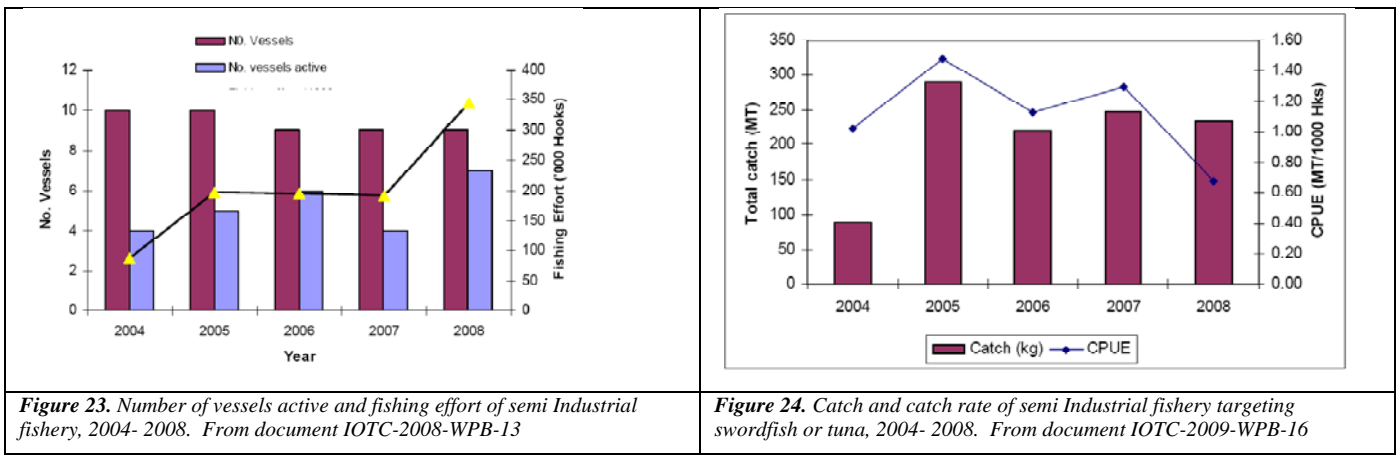 N0. Vessels
No. vessels active
12
10
8
6
4
2
0
400
350
300
250
200
150
100
50
0
No. Vessels
Fishing Effort ('000 Hooks)
2004 2005 2006 2007 2008
Year
350
300
250
200
150
100
50
0
1.60
1.40
1.20
1.00
0.80
0.60
0.40
0.20
0.00
Total catch (MT)
CPUE (MT/1000 Hks)
2004 2005 2006 2007 2008
Catch (kg) CPUE
Figure 23. Number of vessels active and fishing effort of semi Industrial
fishery, 2004- 2008. From document IOTC-2008-WPB-13
Figure 24. Catch and catch rate of semi Industrial fishery targeting
swordfish or tuna, 2004- 2008. From document IOTC-2009-WPB-16